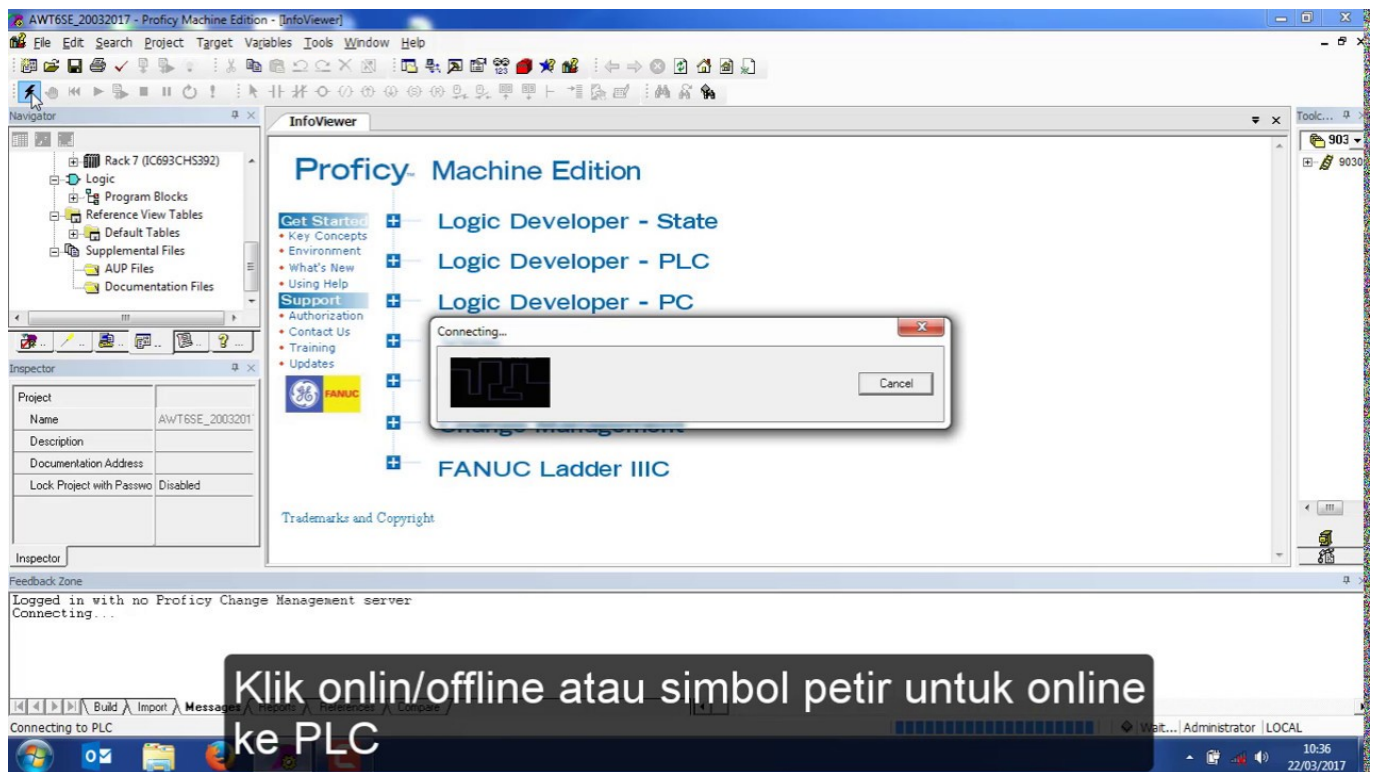 AWT6SE_20032017 - Proficy Machine Edition - [InfoViewer]
File Edit Search Project Target Variables Tools Window Help
Navigator
InfoViewer
Toolc...
903
Rack 7 (IC693CHS392)
9030
Logic
Program Blocks
Reference View Tables
Default Tables
Supplemental Files
AUP Files
Documentation Files
Proficy Machine Edition
Get Started
Key Concepts
Environment
What's New
Using Help
Support
Authorization
Contact Us
Training
Updates
FANUC
Logic Developer - State
Logic Developer - PLC
Logic Developer - PC
Change Management
FANUC Ladder IIIC
Trademarks and Copyright
Connecting...
Cancel
Inspector
Project
Name AWT6SE_2003201
Description
Documentation Address
Lock Project with Passwo Disabled
Inspector
Feedback Zone
Logged in with no Proficy Change Management server
Connecting...
Build Import Messages Reports References Compare
Klik onlin/offline atau simbol petir untuk online
ke PLC
Connecting to PLC
Wait... Administrator LOCAL
10:36
22/03/2017